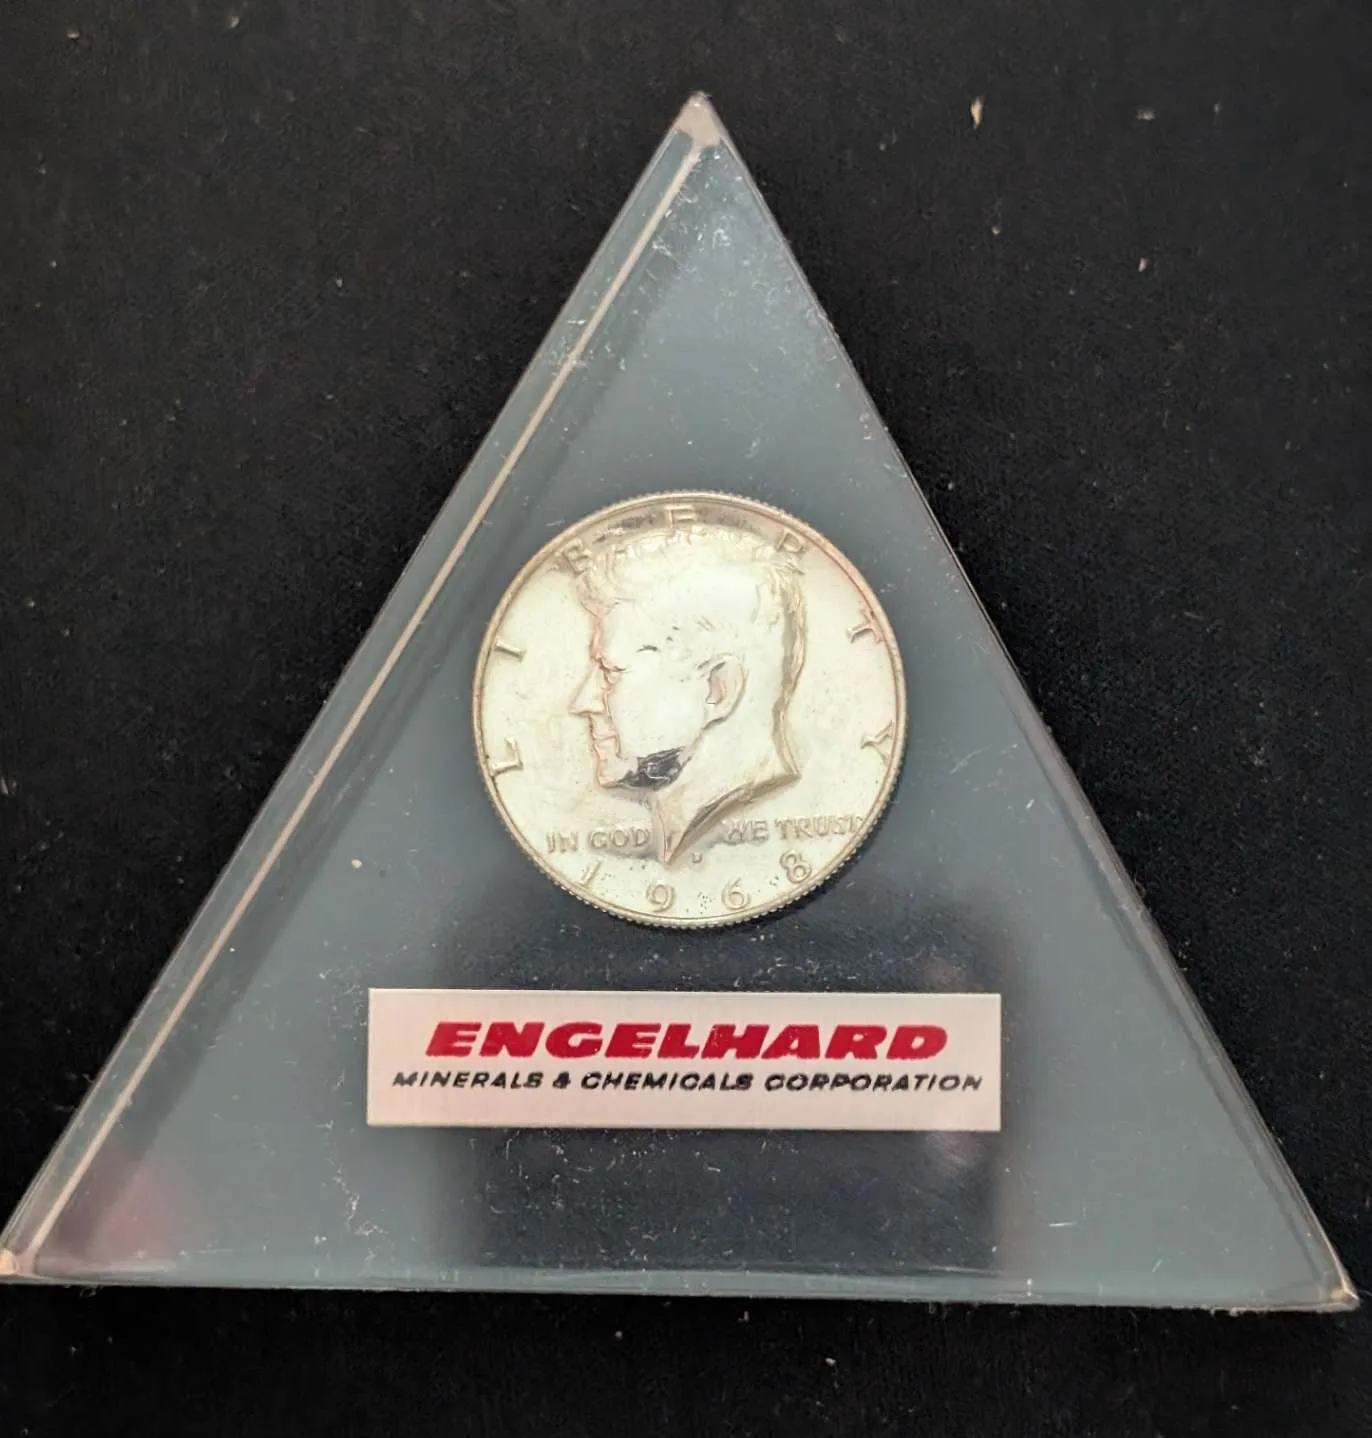 LIBERTY
IN GOD WE TRUST
D
1968
ENGELHARD
MINERALS & CHEMICALS CORPORATION